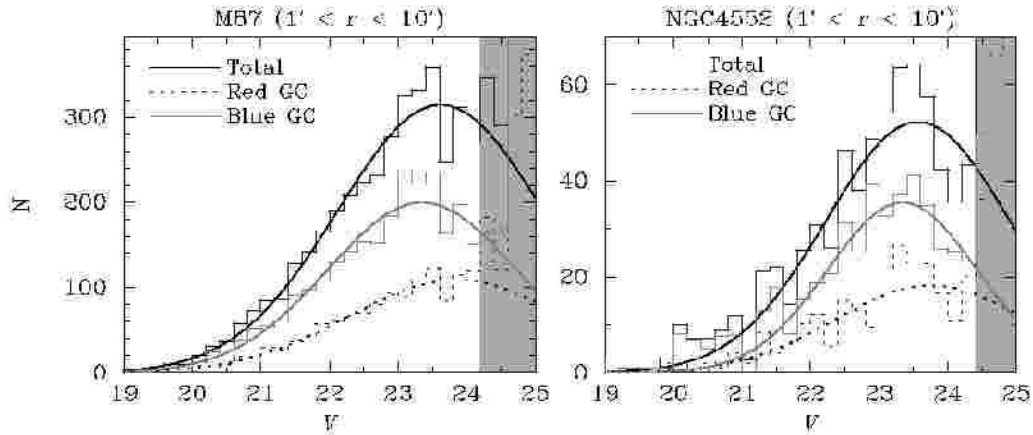 M87 (1' < r < 10')
Total
Red GC
Blue GC
300
200
100
0
N
19 20 21 22 23 24 25
V
NGC4552 (1' < r < 10')
Total
Red GC
Blue GC
60
40
20
0
19 20 21 22 23 24 25
V